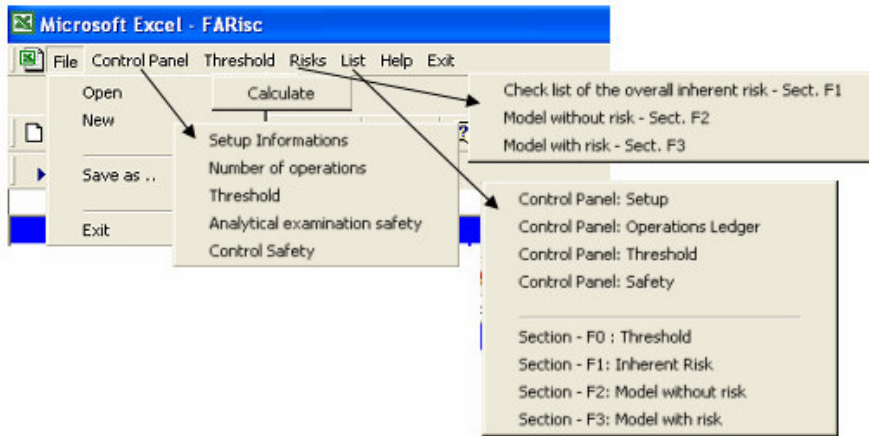 Microsoft Excel - FARisc
File Control Panel Threshold Risks List Help Exit
Open
New
Save as ..
Exit
Calculate
Setup Informations
Number of operations
Threshold
Analytical examination safety
Control Safety
Check list of the overall inherent risk - Sect. F1
Model without risk - Sect. F2
Model with risk - Sect. F3
Control Panel: Setup
Control Panel: Operations Ledger
Control Panel: Threshold
Control Panel: Safety
Section - F0 : Threshold
Section - F1: Inherent Risk
Section - F2: Model without risk
Section - F3: Model with risk